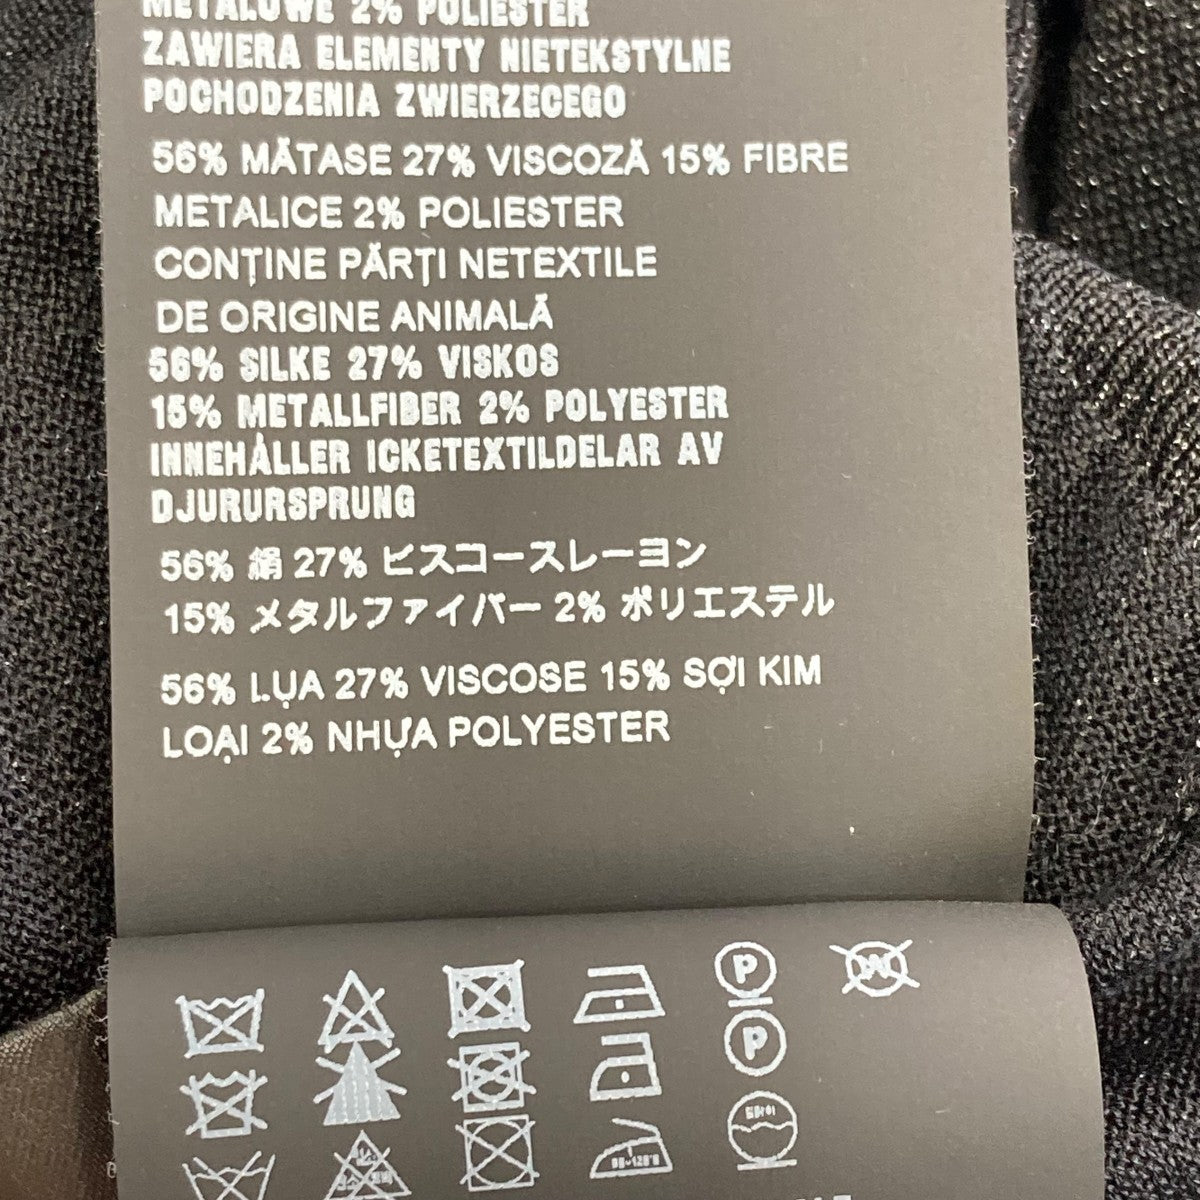 METALOWE 2% POLIESTER
ZAWIERA ELEMENTY NIETEKSTYLNE
POCHODZENIA ZWIERZECEGO
56% MĂTASE 27% VISCOZĂ 15% FIBRE
METALICE 2% POLIESTER
CONȚINE PĂRȚI NETEXTILE
DE ORIGINE ANIMALĂ
56% SILKE 27% VISKOS
15% METALLFIBER 2% POLYESTER
INNEHÅLLER ICKETEXTILDELAR AV
DJURURSPRUNG
56% 絹 27% ビスコースレーヨン
15% メタルファイバー 2% ポリエステル
56% LỤA 27% VISCOSE 15% SỢI KIM
LOẠI 2% NHỰA POLYESTER
P W
P